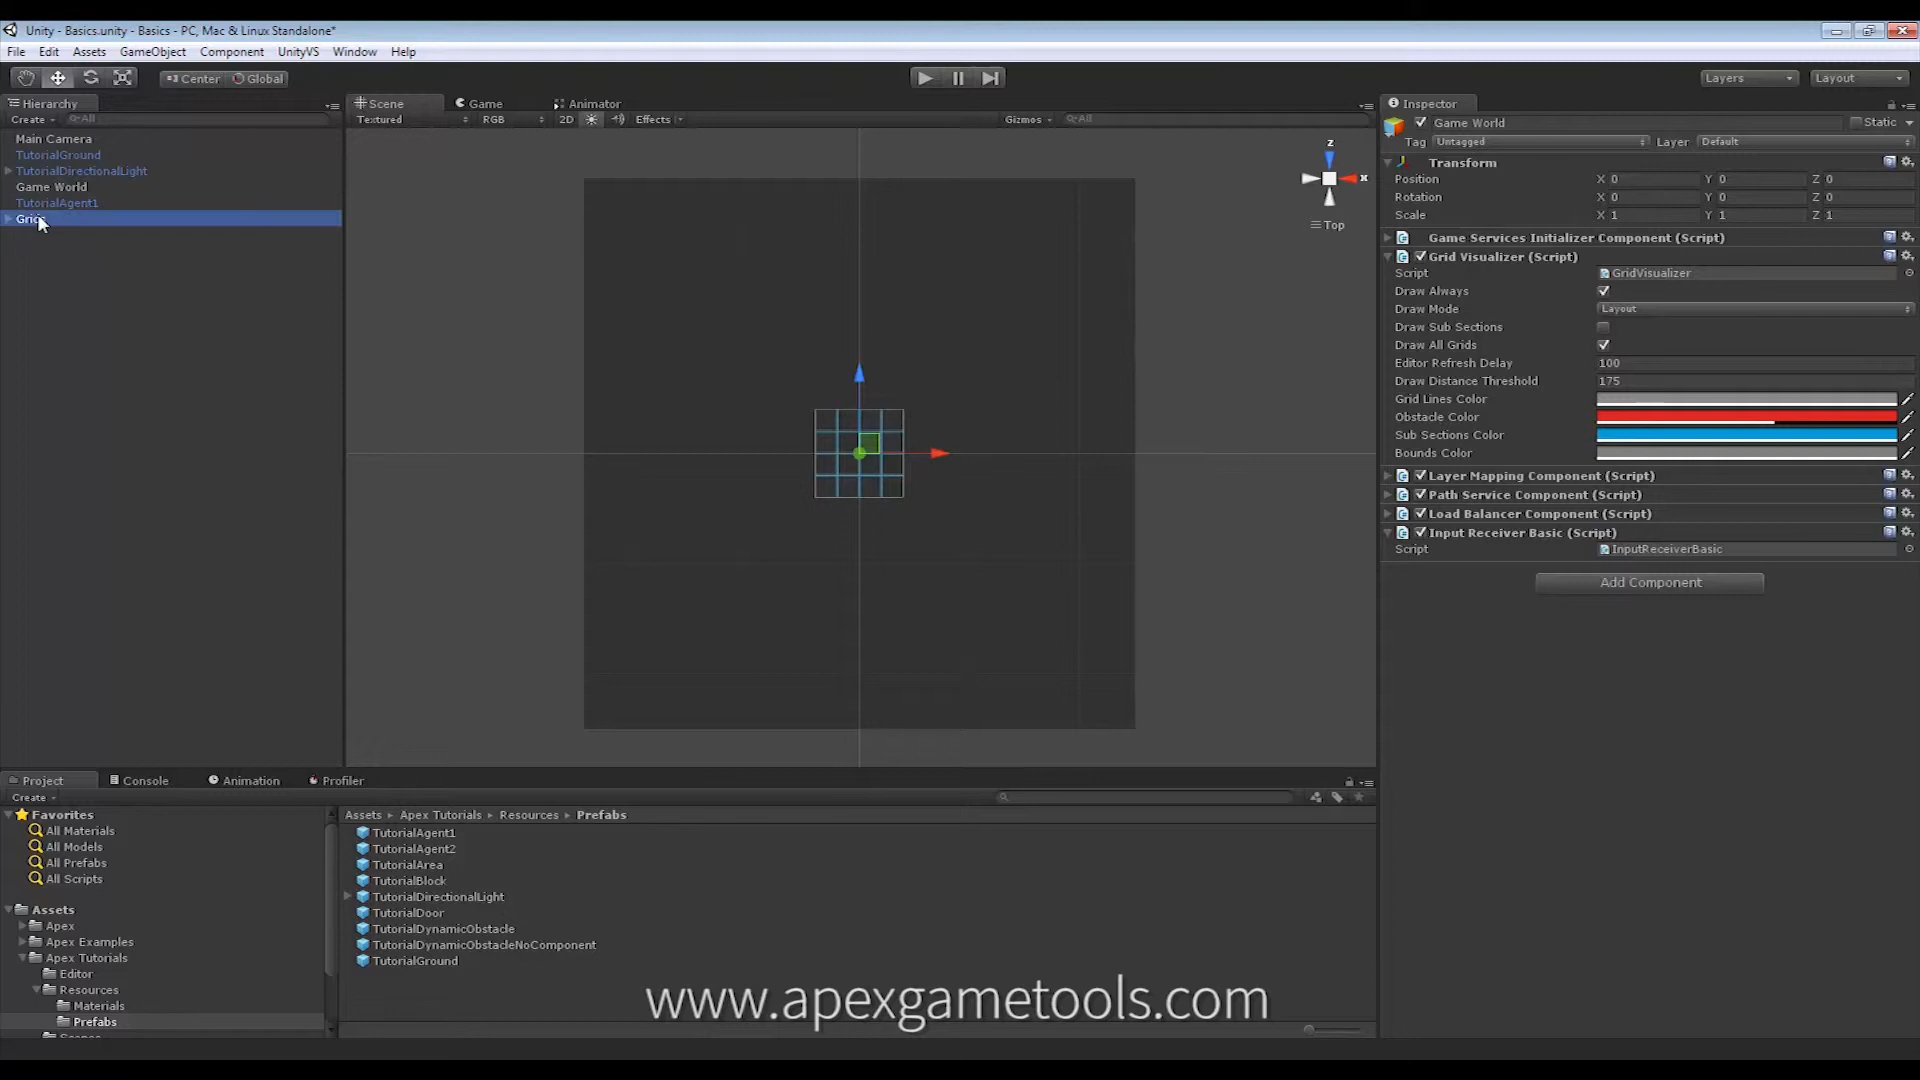 Unity - Basics.unity - Basics - PC, Mac & Linux Standalone*
File Edit Assets GameObject Component UnityVS Window Help
Center Global Layers Layout
Hierarchy Scene Game Animator Inspector
Create All Textured RGB 2D Effects Gizmos All Game World Static
Main Camera Tag Untagged Layer Default
TutorialGround Transform
TutorialDirectionalLight Position X 0 Y 0 Z 0
Game World Rotation X 0 Y 0 Z 0
TutorialAgent1 Scale X 1 Y 1 Z 1
z
x
Top
Game Services Initializer Component (Script)
Grid Visualizer (Script)
Script GridVisualizer
Draw Always
Draw Mode Layout
Draw Sub Sections
Draw All Grids
Editor Refresh Delay 100
Draw Distance Threshold 175
Grid Lines Color
Obstacle Color
Sub Sections Color
Bounds Color
Layer Mapping Component (Script)
Path Service Component (Script)
Load Balancer Component (Script)
Input Receiver Basic (Script)
Script InputReceiverBasic
Add Component
Project Console Animation Profiler
Create
Favorites
All Materials
All Models
All Prefabs
All Scripts
Assets
Apex
Apex Examples
Apex Tutorials
Editor
Resources
Materials
Prefabs
Assets Apex Tutorials Resources Prefabs
TutorialAgent1
TutorialAgent2
TutorialArea
TutorialBlock
TutorialDirectionalLight
TutorialDoor
TutorialDynamicObstacle
TutorialDynamicObstacleNoComponent
TutorialGround
www.apexgametools.com